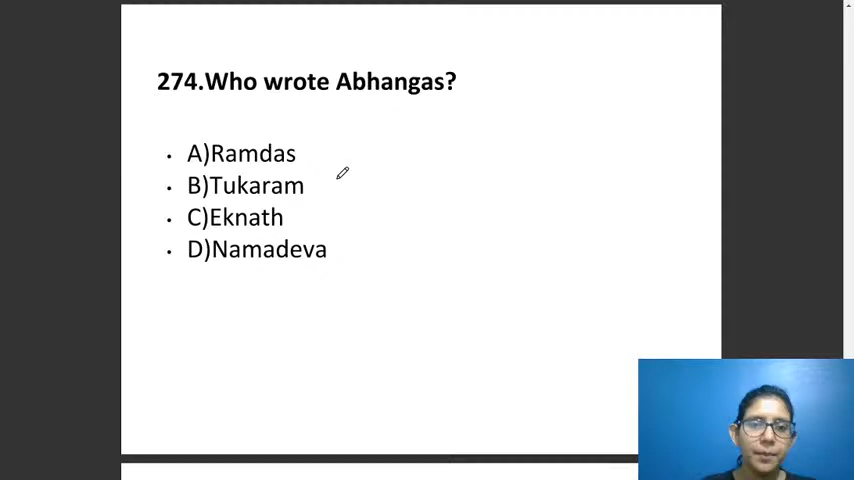 274.Who wrote Abhangas?
• A)Ramdas
• B)Tukaram
• C)Eknath
• D)Namadeva